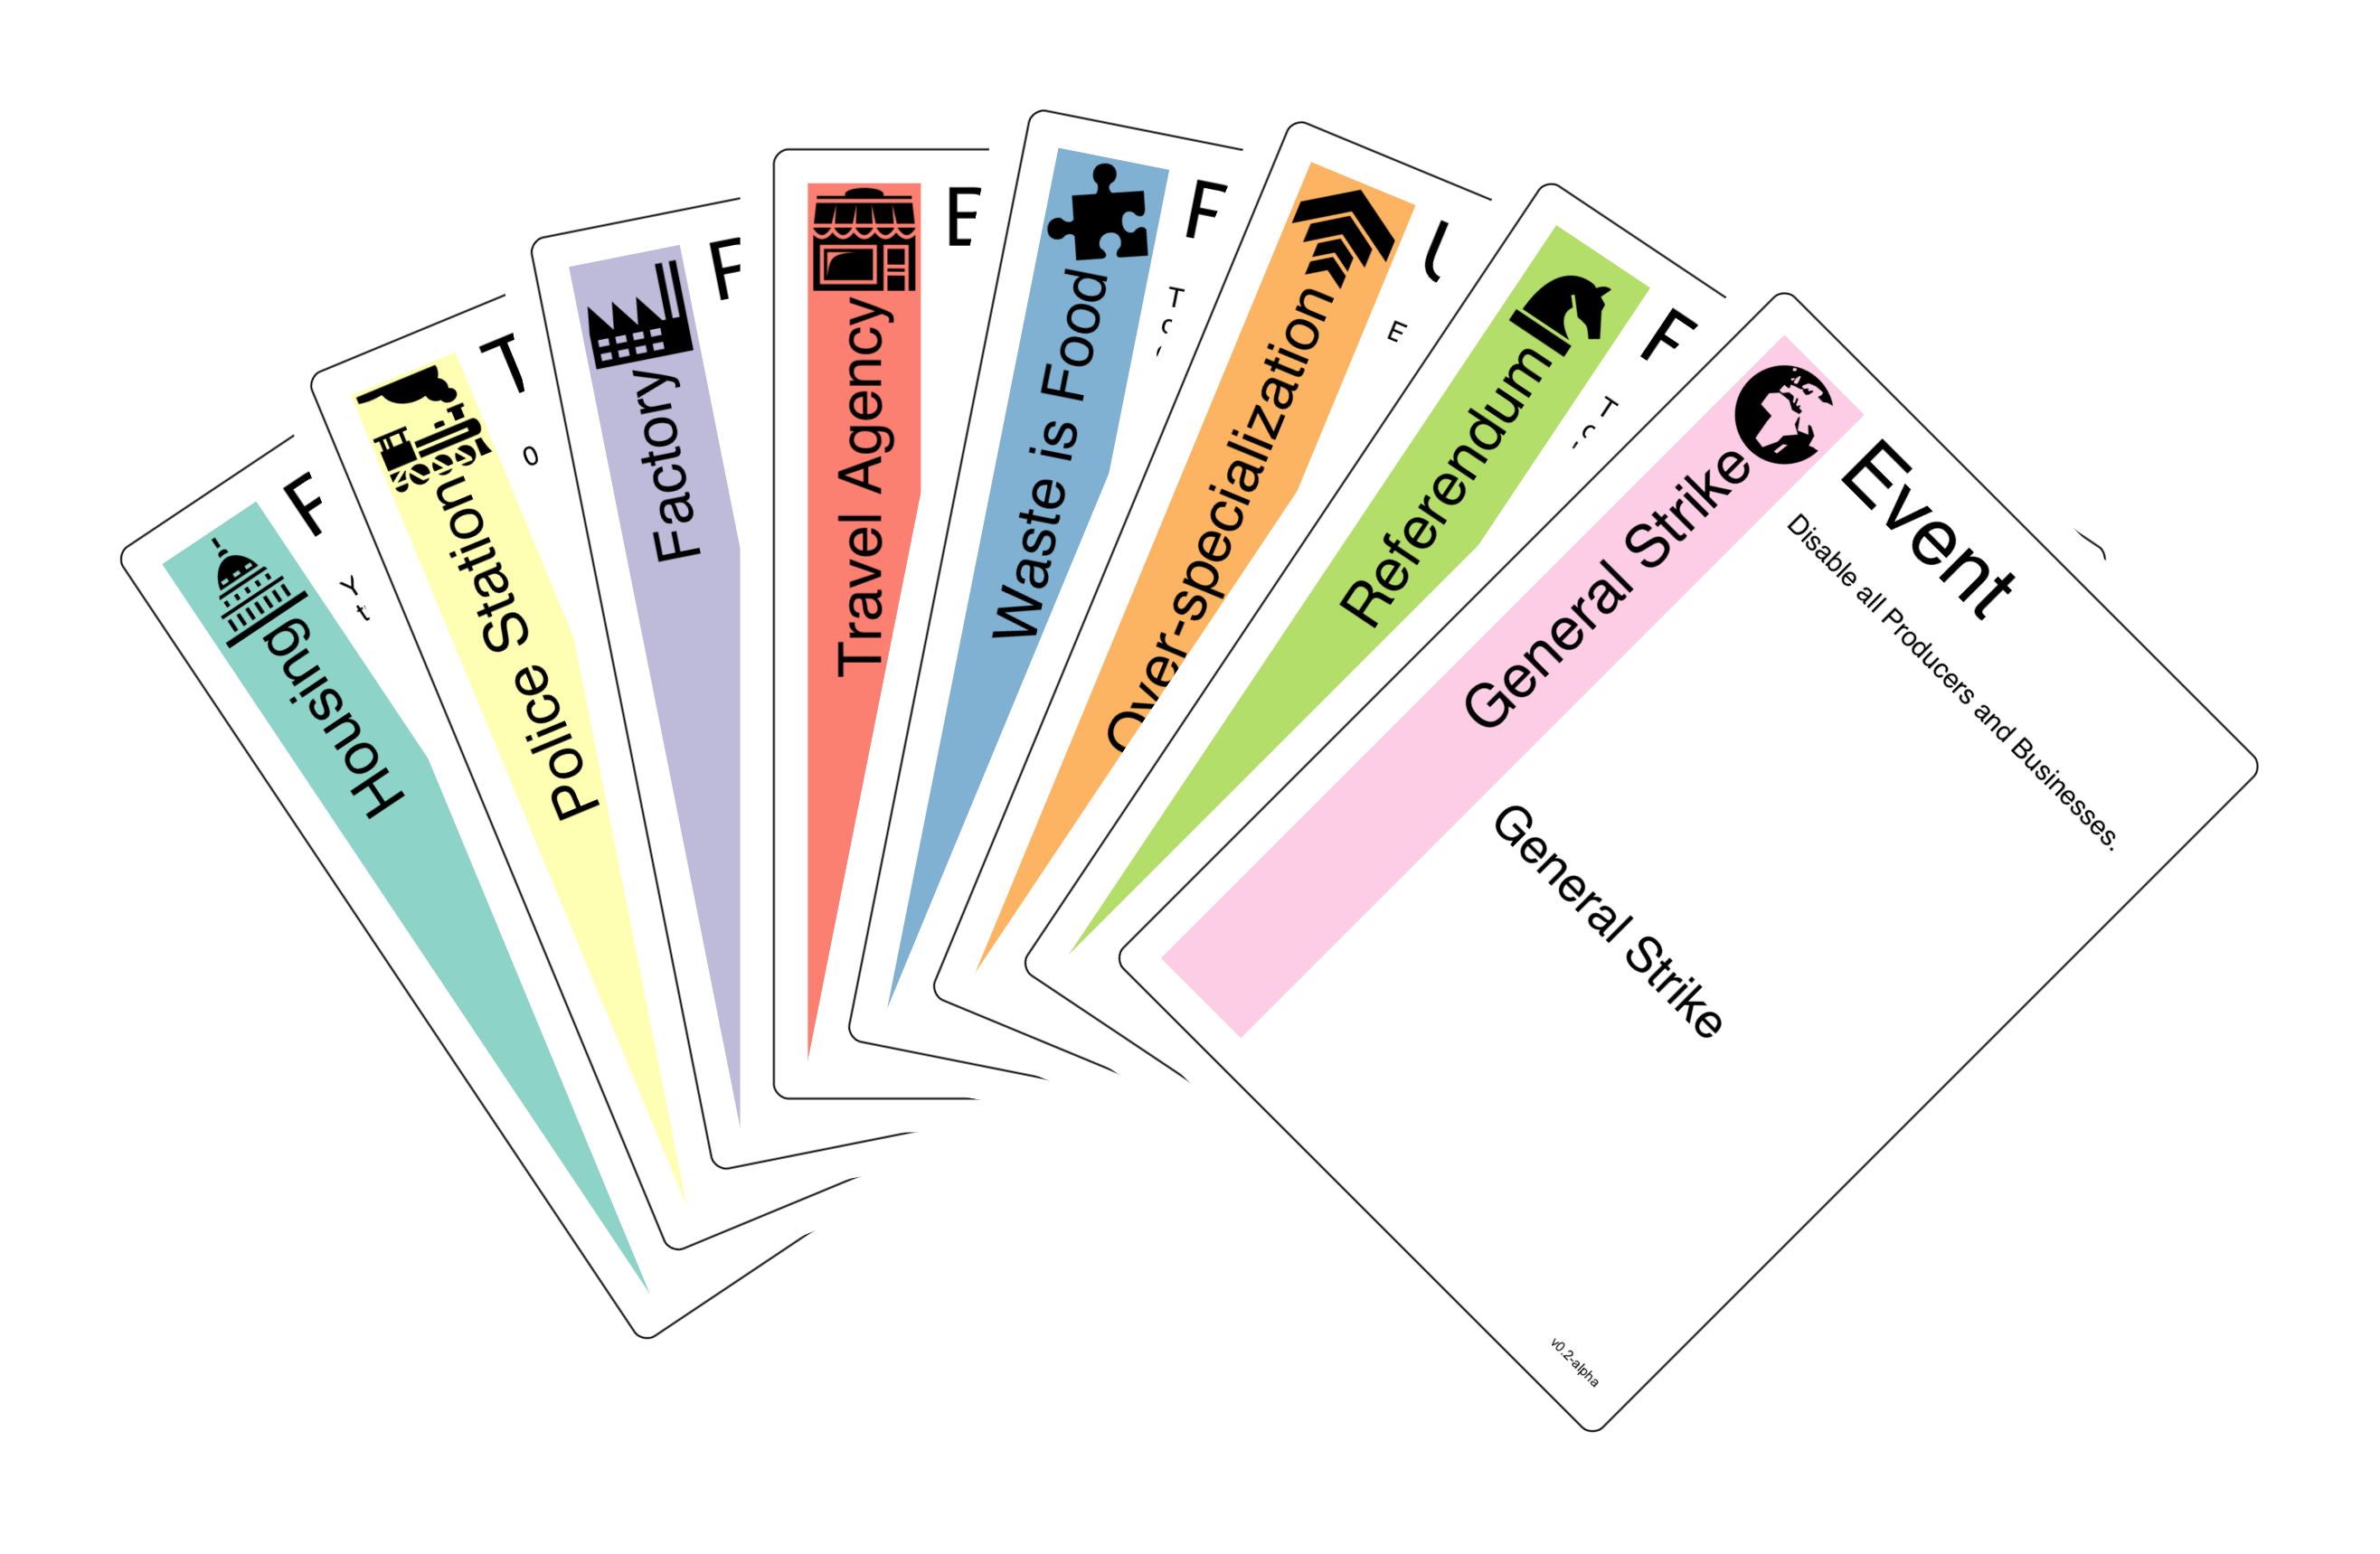 Housing
Police Station
Factory
Travel Agency
Waste is Food
Over-specialization
Referendum
General Strike
Event
Disable all Producers and Businesses.
General Strike
v0.2-alpha